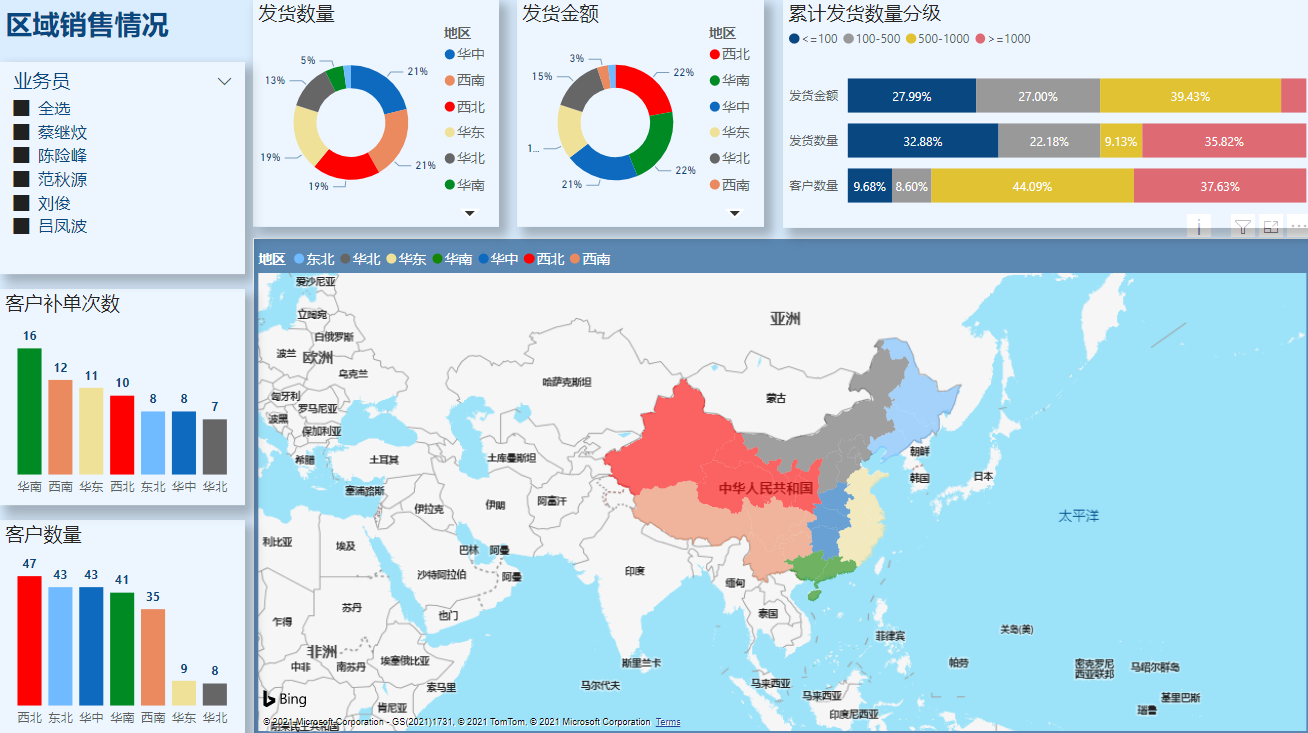 区域销售情况
业务员
全选
蔡继炆
陈险峰
范秋源
刘俊
吕凤波
客户补单次数
16
12
11
10
8
8
7
华南 西南 华东 西北 东北 华中 华北
客户数量
47
43
43
41
35
9
8
西北 东北 华中 华南 西南 华东 华北
发货数量
地区
华中
西南
西北
华东
华北
华南
21%
21%
19%
19%
13%
5%
发货金额
地区
西北
华南
华中
华东
华北
西南
22%
22%
21%
1...
15%
3%
累计发货数量分级
<=100 100-500 500-1000 >=1000
发货金额 27.99% 27.00% 39.43%
发货数量 32.88% 22.18% 9.13% 35.82%
客户数量 9.68% 8.60% 44.09% 37.63%
地区 东北 华北 华东 华南 华中 西北 西南
爱沙尼亚
立陶宛
亚洲
白俄罗斯
波兰 欧洲
乌克兰
哈萨克斯坦
蒙古
匈牙利
罗马尼亚
波黑
保加利亚
希腊
土耳其
土库曼斯坦
朝鲜
韩国
日本
中华人民共和国
塞浦路斯
伊拉克
伊朗
阿富汗
太平洋
利比亚
埃及
巴林
阿曼
沙特阿拉伯
阿曼
印度
缅甸
苏丹
也门
泰国
乍得
菲律宾
关岛(美)
非洲
中非
南苏丹
埃塞俄比亚
斯里兰卡
帕劳
密克罗尼
西亚联邦
马绍尔群岛
索马里
马尔代夫
马来西亚
马来西亚
基里巴斯
肯尼亚
印度尼西亚
瑙鲁
Bing
© 2021 Microsoft Corporation - GS(2021)1731, © 2021 TomTom, © 2021 Microsoft Corporation Terms